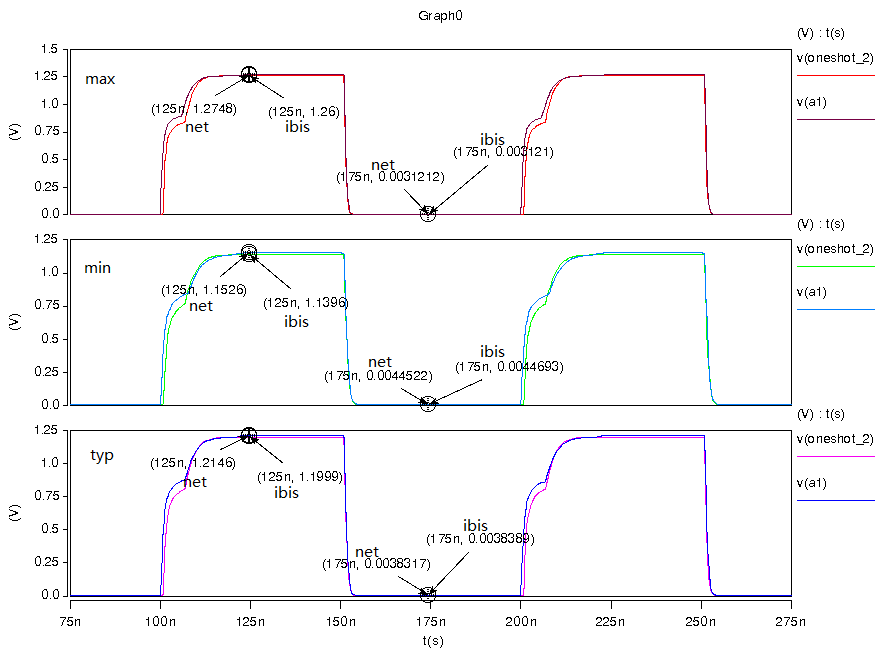 Graph0
(V) : t(s)
v(oneshot_2)
v(a1)
1.5
1.25
1.0
0.75
0.5
0.25
0.0
(V)
max
(125n, 1.2748)
net
(125n, 1.26)
ibis
net
(175n, 0.0031212)
ibis
(175n, 0.003121)
(V) : t(s)
v(oneshot_2)
v(a1)
1.25
1.0
0.75
0.5
0.25
0.0
(V)
min
(125n, 1.1526)
net
(125n, 1.1396)
ibis
net
(175n, 0.0044522)
ibis
(175n, 0.0044693)
(V) : t(s)
v(oneshot_2)
v(a1)
1.25
1.0
0.75
0.5
0.25
0.0
(V)
typ
(125n, 1.2146)
net
(125n, 1.1999)
ibis
net
(175n, 0.0038317)
ibis
(175n, 0.0038389)
75n 100n 125n 150n 175n 200n 225n 250n 275n
t(s)